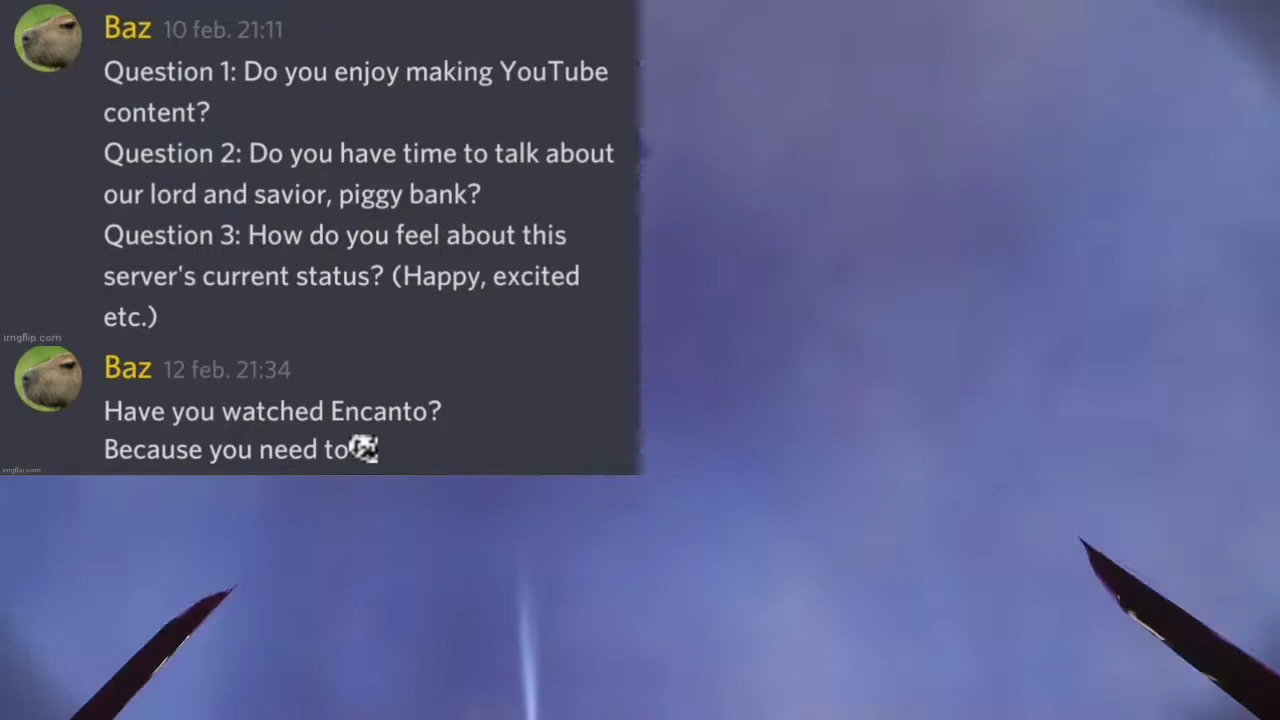 Baz 10 feb. 21:11
Question 1: Do you enjoy making YouTube
content?
Question 2: Do you have time to talk about
our lord and savior, piggy bank?
Question 3: How do you feel about this
server's current status? (Happy, excited
etc.)
imgflip.com
Baz 12 feb. 21:34
Have you watched Encanto?
Because you need to
imgflip.com